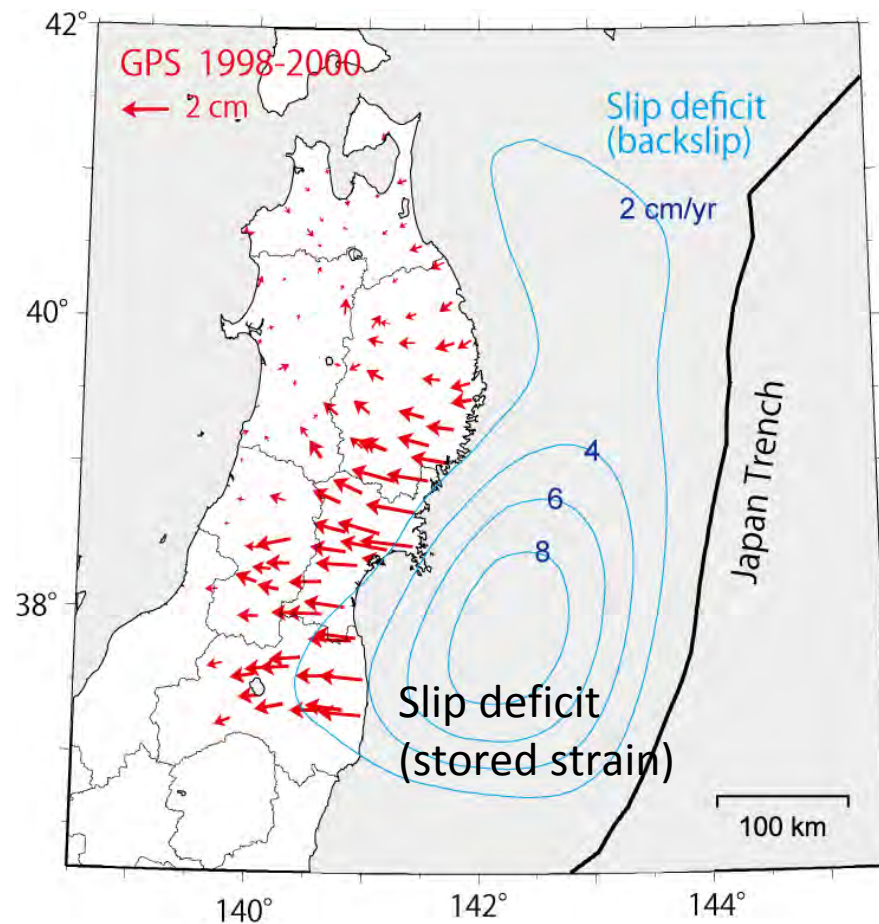 42°
GPS 1998-2000
2 cm
Slip deficit
(backslip)
2 cm/yr
40°
4
6
8
Japan Trench
38°
Slip deficit
(stored strain)
100 km
140°
142°
144°